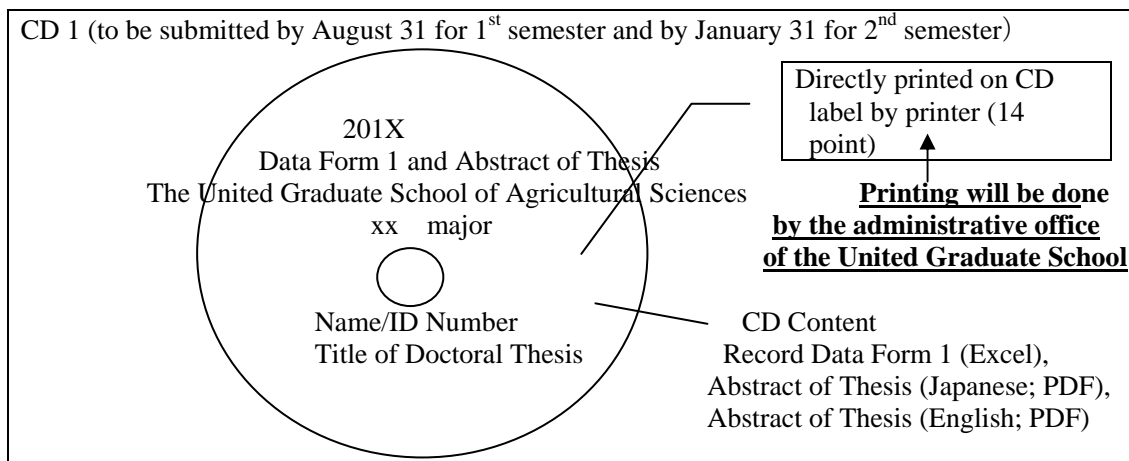 CD 1 (to be submitted by August 31 for 1st semester and by January 31 for 2nd semester)
201X
Data Form 1 and Abstract of Thesis
The United Graduate School of Agricultural Sciences
xx major
Name/ID Number
Title of Doctoral Thesis
Directly printed on CD
label by printer (14
point)
Printing will be done
by the administrative office
of the United Graduate School
CD Content
Record Data Form 1 (Excel),
Abstract of Thesis (Japanese; PDF),
Abstract of Thesis (English; PDF)